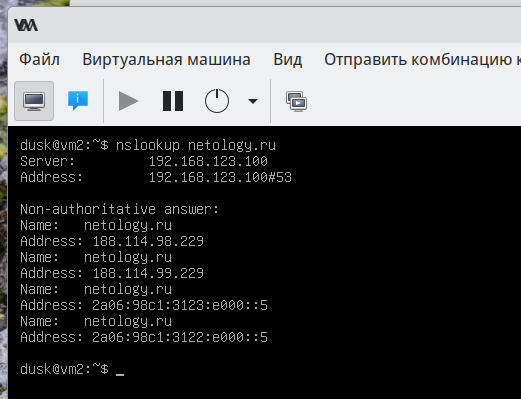 Файл Виртуальная машина Вид Отправить комбинацию к
dusk@vm2:~$ nslookup netology.ru
Server: 192.168.123.100
Address: 192.168.123.100#53
Non-authoritative answer:
Name: netology.ru
Address: 188.114.98.229
Name: netology.ru
Address: 188.114.99.229
Name: netology.ru
Address: 2a06:98c1:3123:e000::5
Name: netology.ru
Address: 2a06:98c1:3122:e000::5
dusk@vm2:~$ _